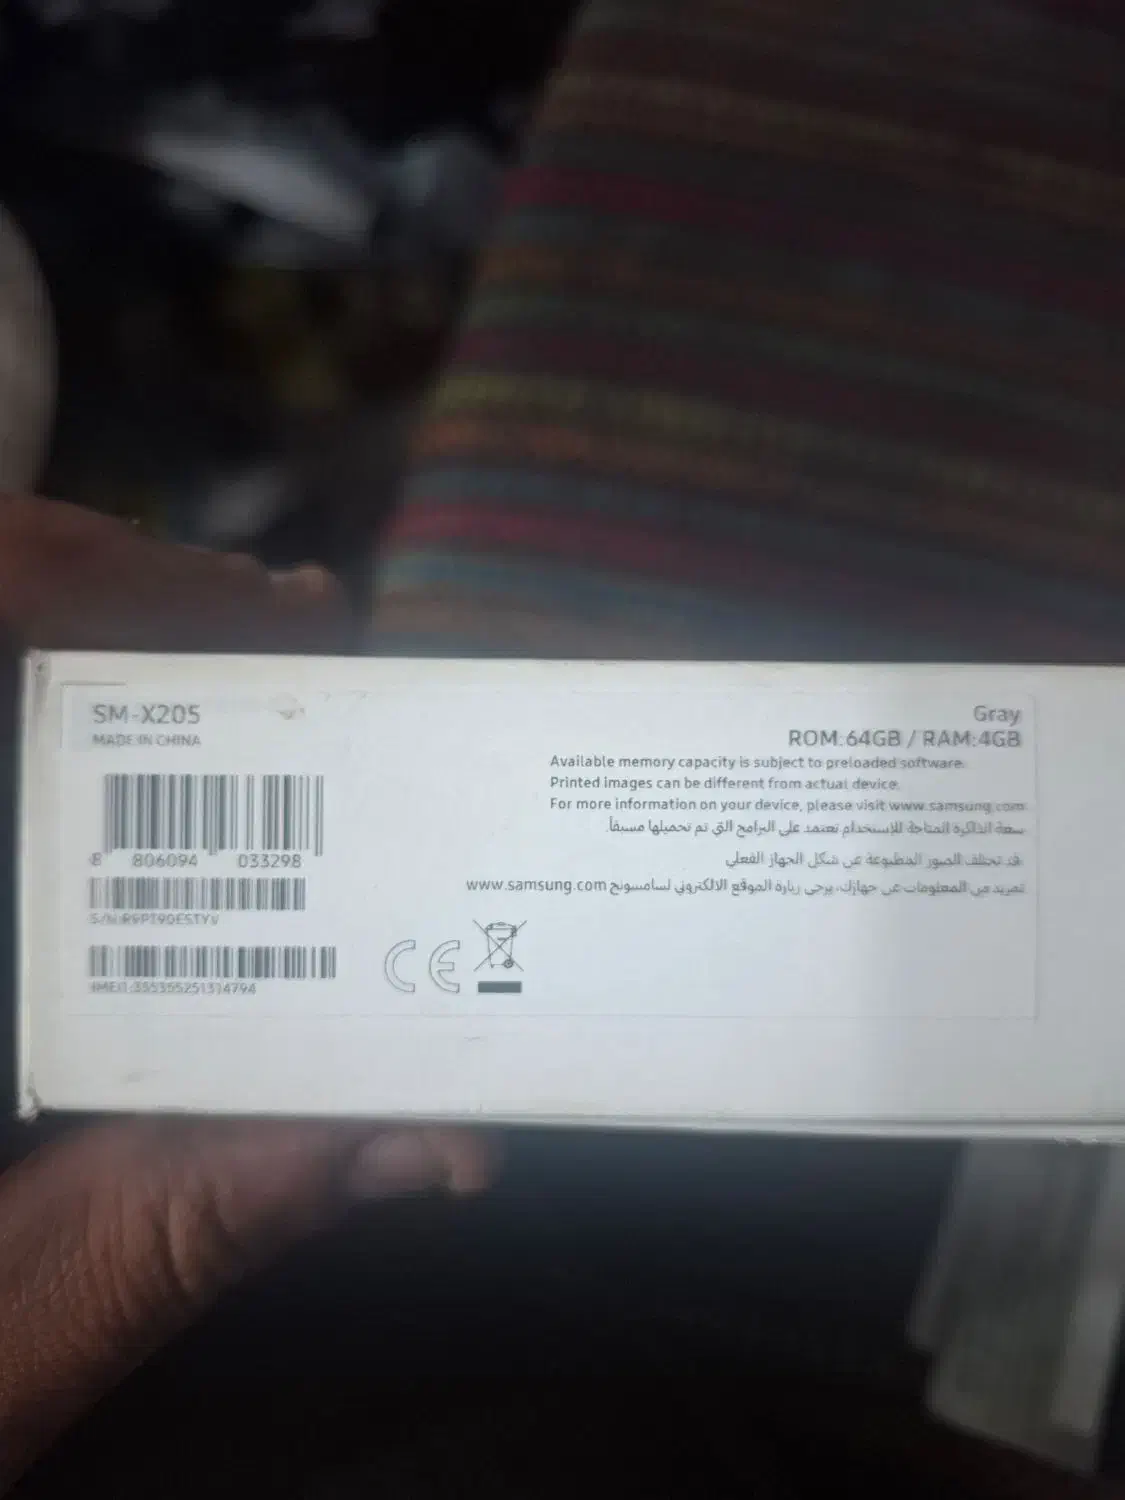 SM-X205
MADE IN CHINA
8 806094 033298
Gray
ROM:64GB / RAM:4GB
Available memory capacity is subject to preloaded software.
Printed images can be different from actual device.
For more information on your device, please visit www.samsung.com
سعة الذاكرة المتاحة للإستخدام تعتمد على البرامج التي تم تحميلها مسبقاً.
قد تختلف الصور المطبوعة عن شكل الجهاز الفعلي
لمزيد من المعلومات عن جهازك، يرجى زيارة الموقع الالكتروني لسامسونج www.samsung.com
S/N:
IMEI1:355355251314794
CE